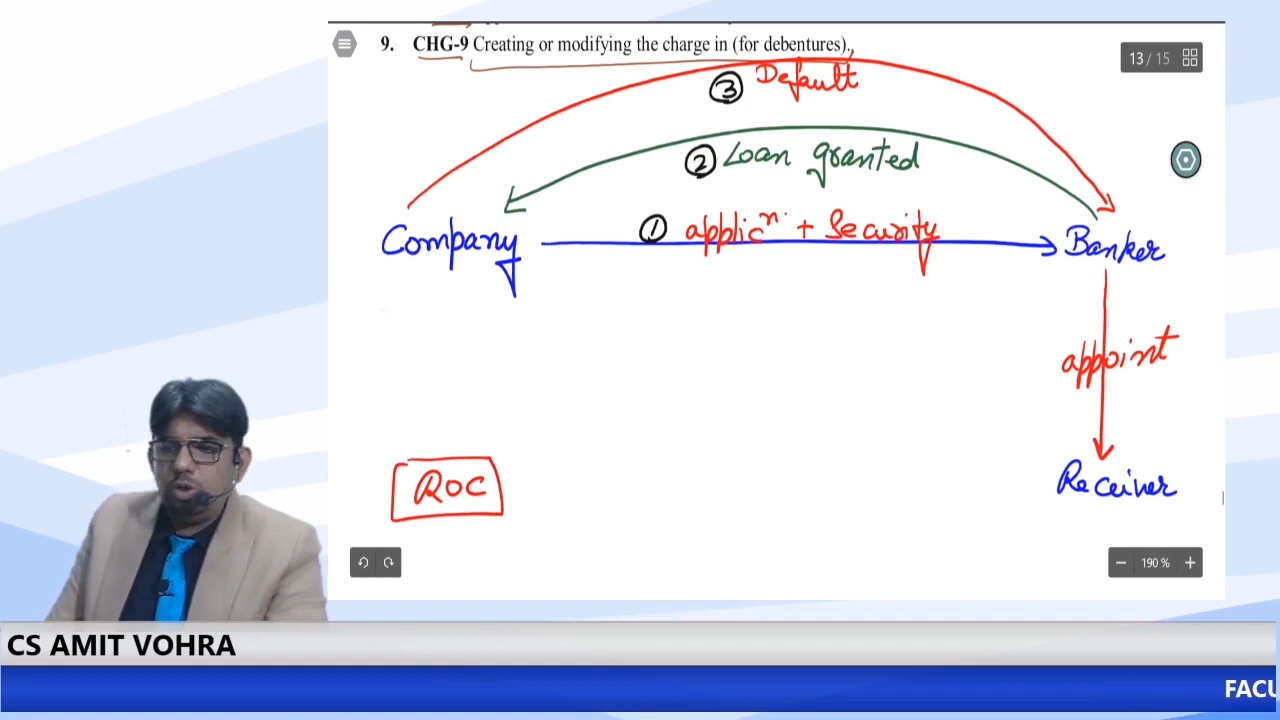 9. CHG-9 Creating or modifying the charge in (for debentures).
13 / 15
③ Default
② Loan granted
① applicⁿ· + Security
Company
Banker
appoint
Receiver
ROC
190 %
CS AMIT VOHRA
FACU